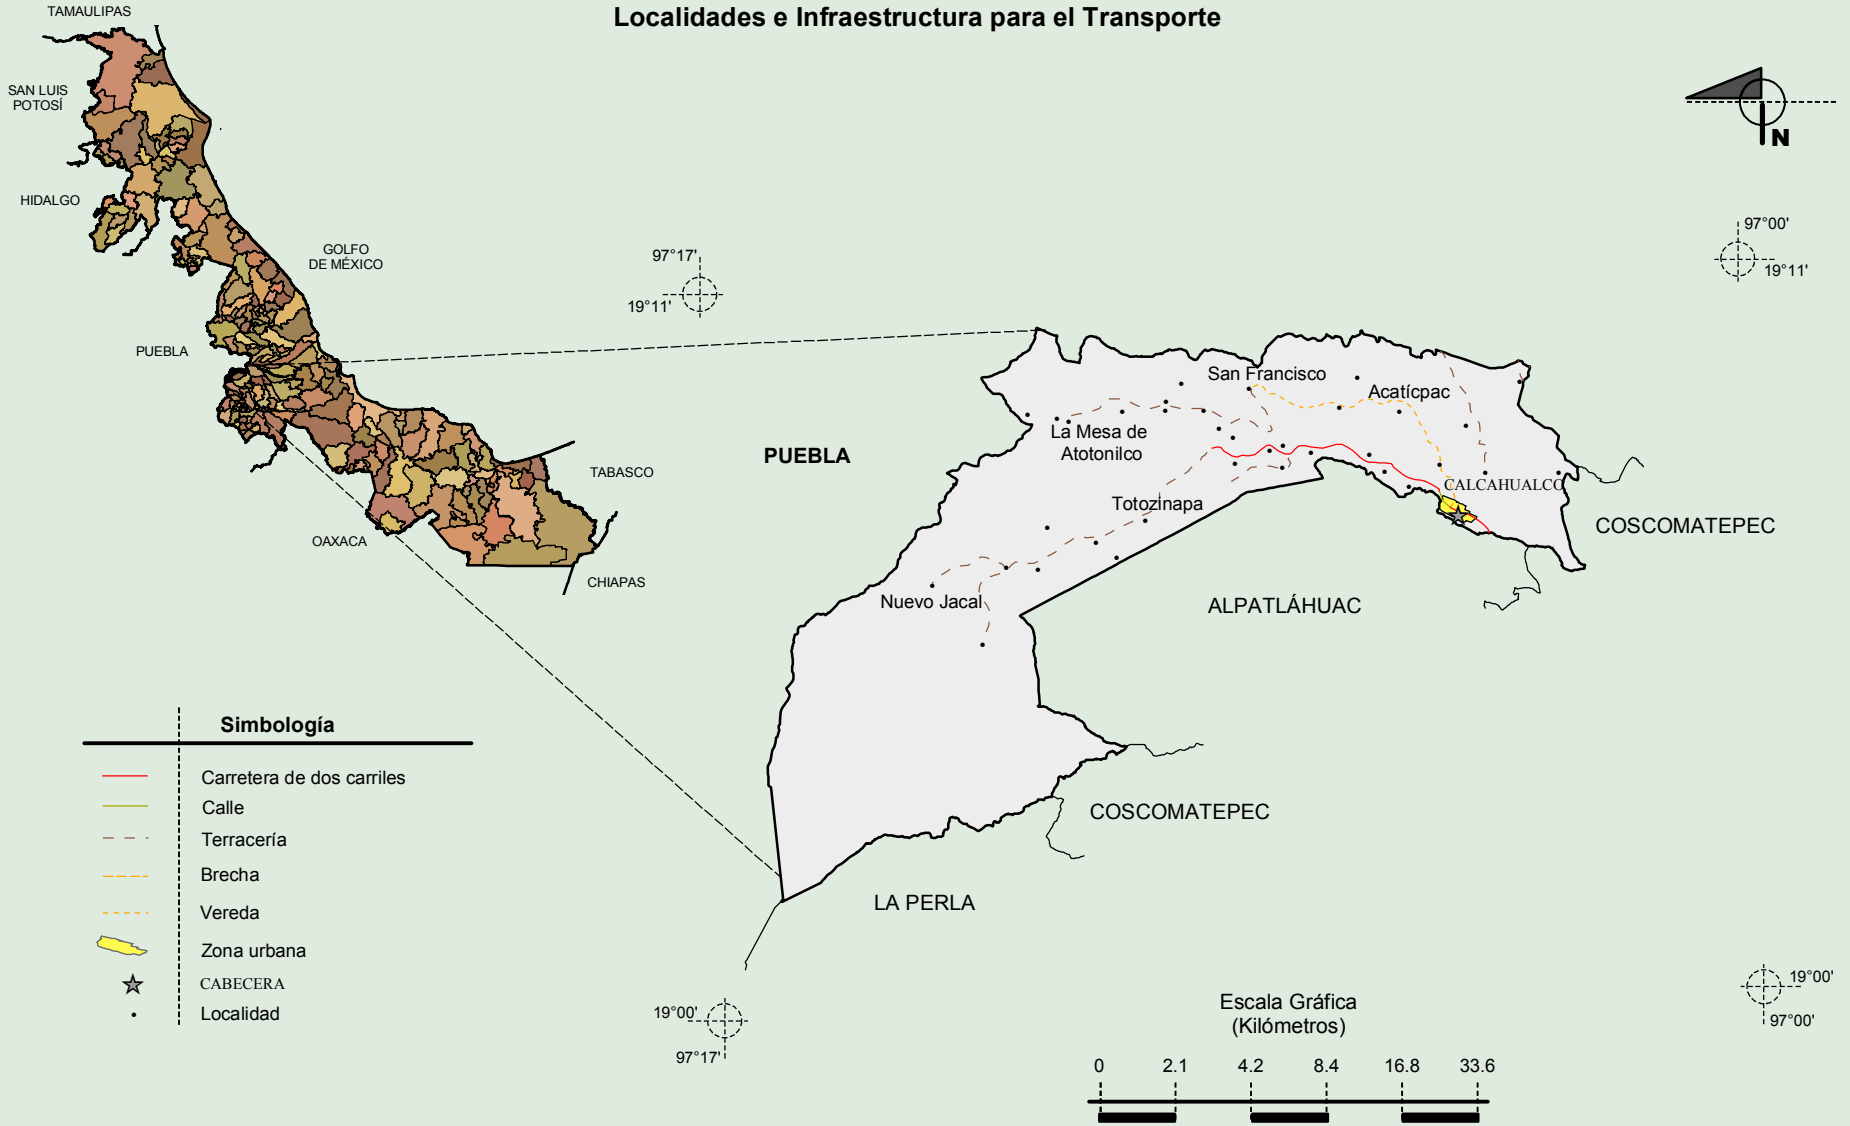 Localidades e Infraestructura para el Transporte
TAMAULIPAS
SAN LUIS
POTOSÍ
HIDALGO
GOLFO
DE MÉXICO
PUEBLA
OAXACA
TABASCO
CHIAPAS
N
97°17'
19°11'
97°00'
19°11'
San Francisco
Acatícpac
La Mesa de
Atotonilco
PUEBLA
Totozinapa
CALCAHUALCO
COSCOMATEPEC
Nuevo Jacal
ALPATLÁHUAC
COSCOMATEPEC
LA PERLA
Simbología
Carretera de dos carriles
Calle
Terracería
Brecha
Vereda
Zona urbana
CABECERA
Localidad
19°00'
97°17'
19°00'
97°00'
Escala Gráfica
(Kilómetros)
0 2.1 4.2 8.4 16.8 33.6